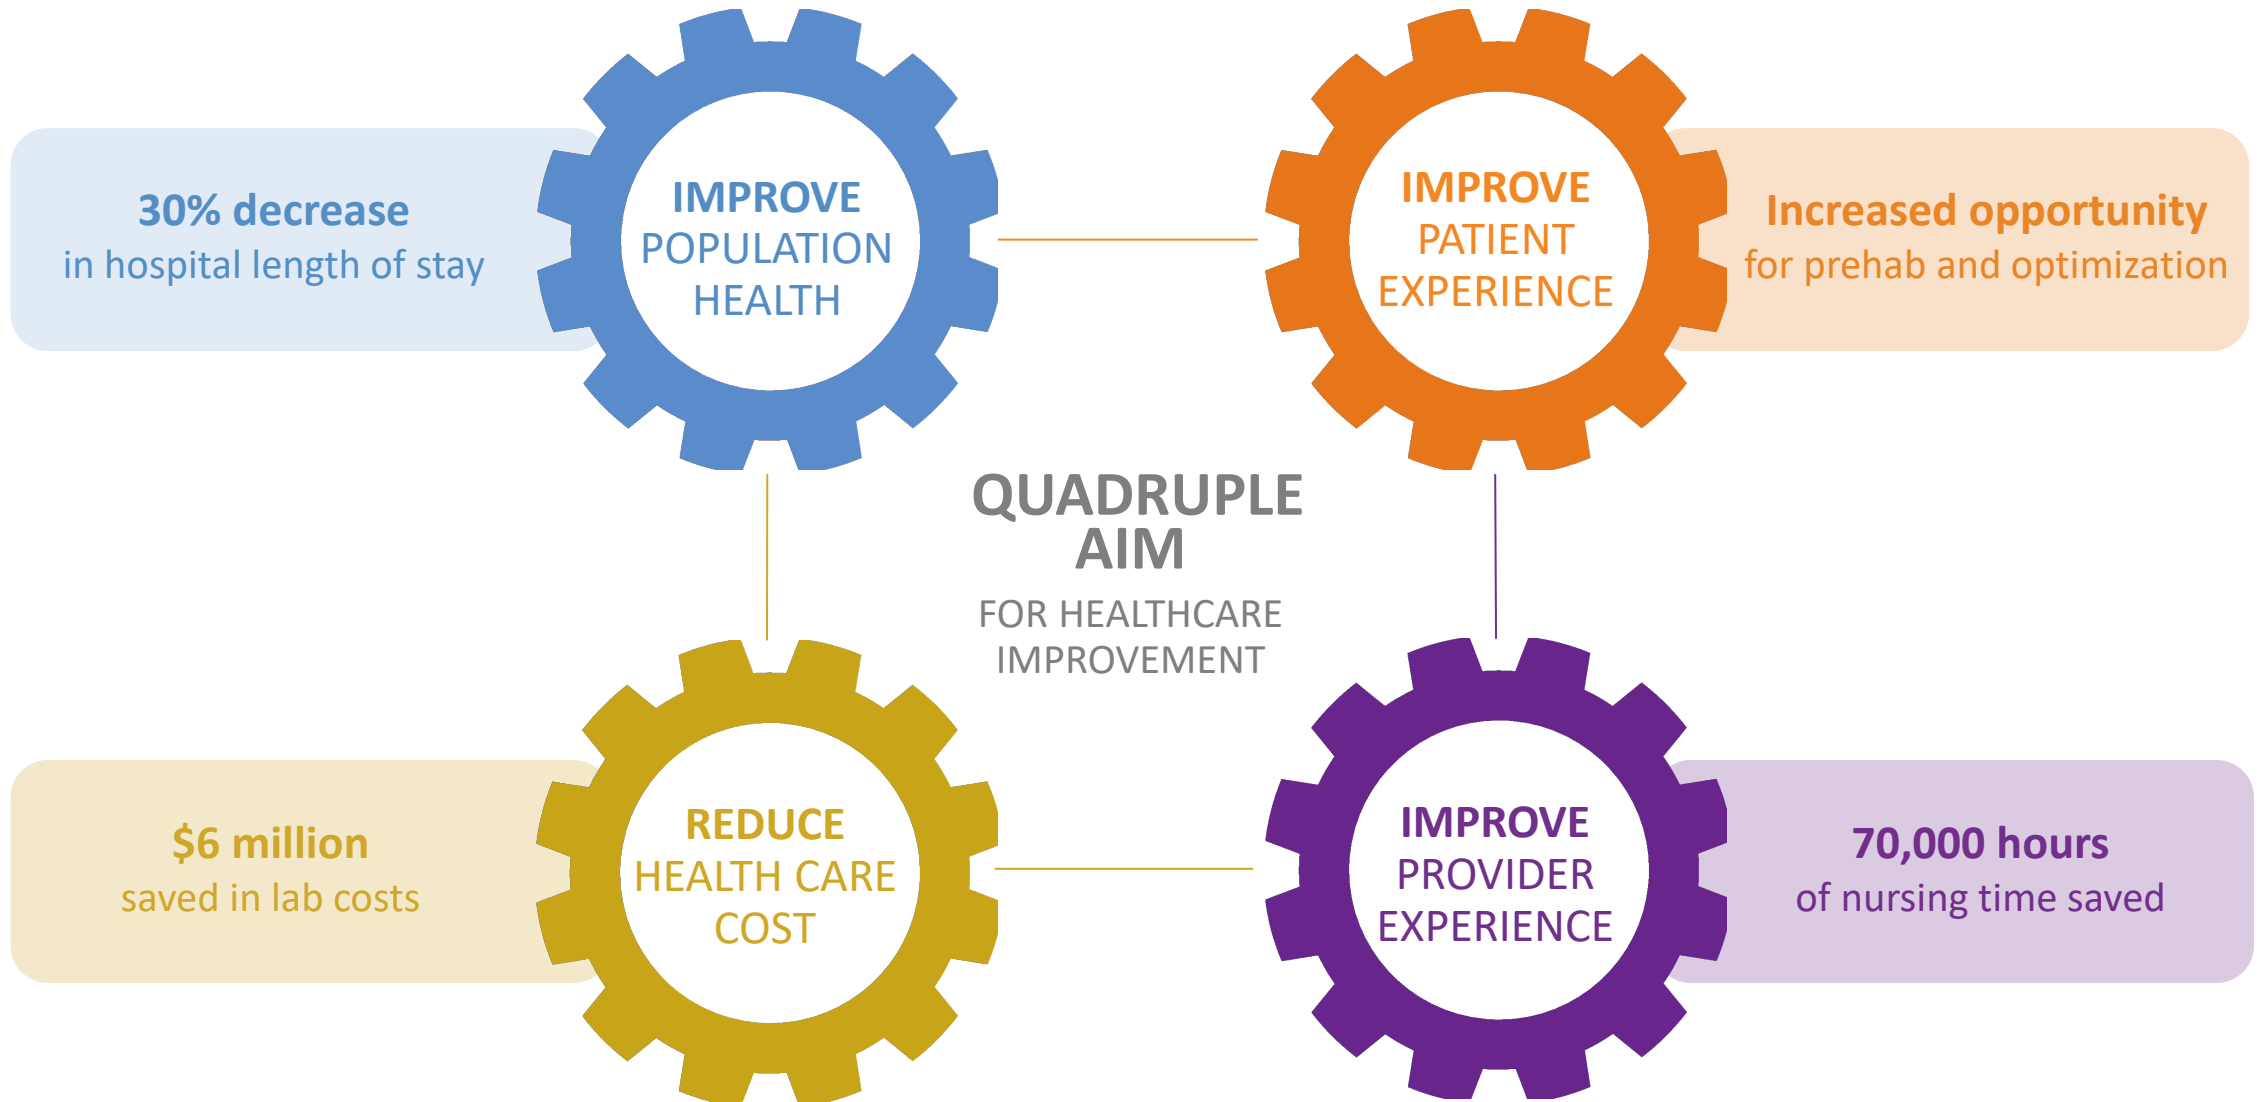 30% decrease
in hospital length of stay
IMPROVE
POPULATION
HEALTH
IMPROVE
PATIENT
EXPERIENCE
Increased opportunity
for prehab and optimization
QUADRUPLE
AIM
FOR HEALTHCARE
IMPROVEMENT
$6 million
saved in lab costs
REDUCE
HEALTH CARE
COST
IMPROVE
PROVIDER
EXPERIENCE
70,000 hours
of nursing time saved